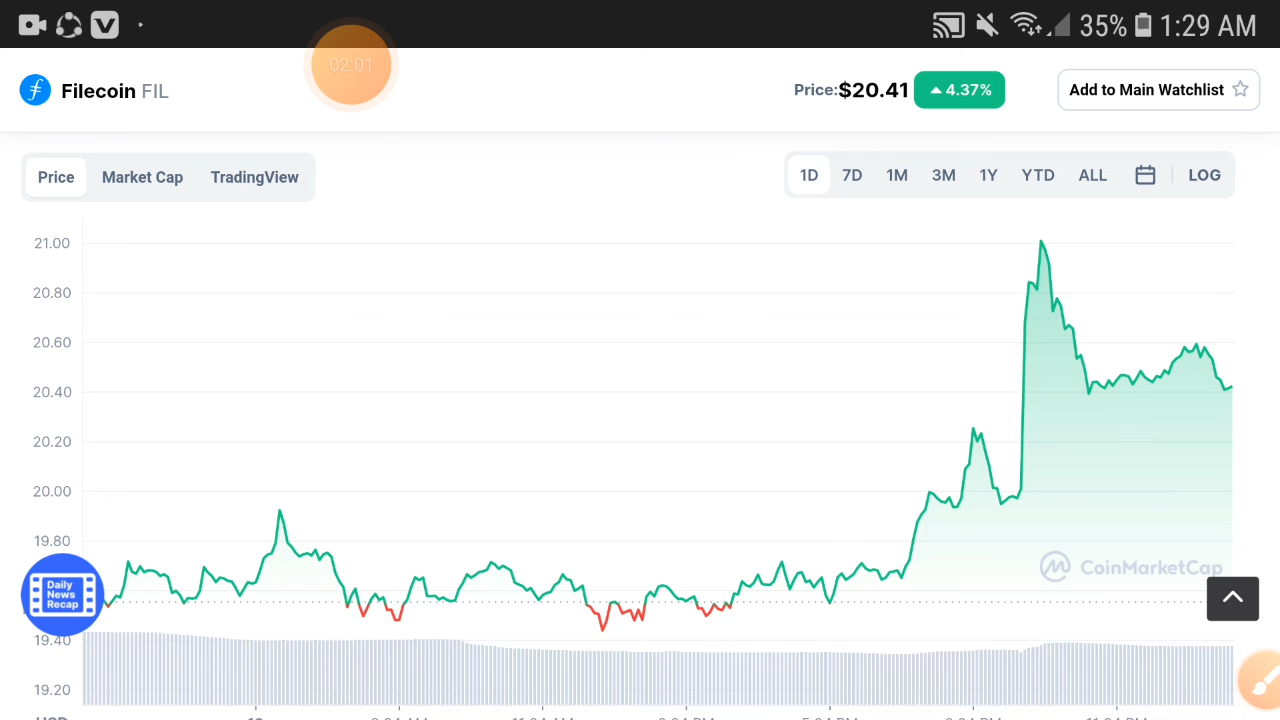 35% 1:29 AM
02:01
Filecoin FIL
Price:$20.41 4.37%
Add to Main Watchlist
Price Market Cap TradingView
1D 7D 1M 3M 1Y YTD ALL LOG
21.00
20.80
20.60
20.40
20.20
20.00
19.80
CoinMarketCap
Daily
News
Recap
19.40
19.20